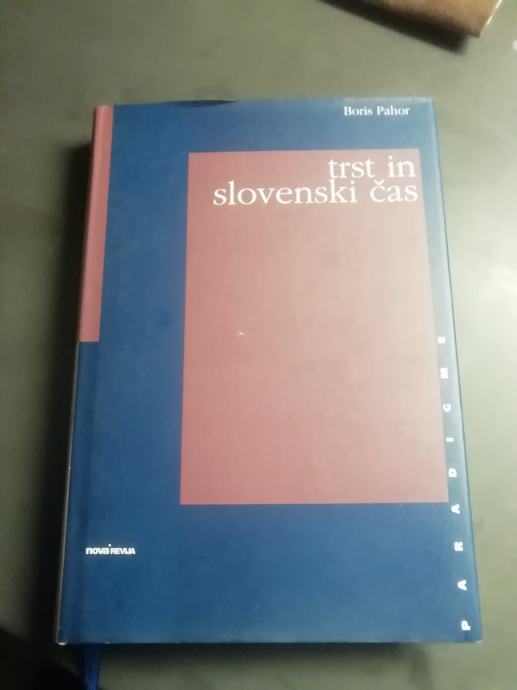 Boris Pahor
trst in
slovenski čas
PARADIGME
nova REVIJA